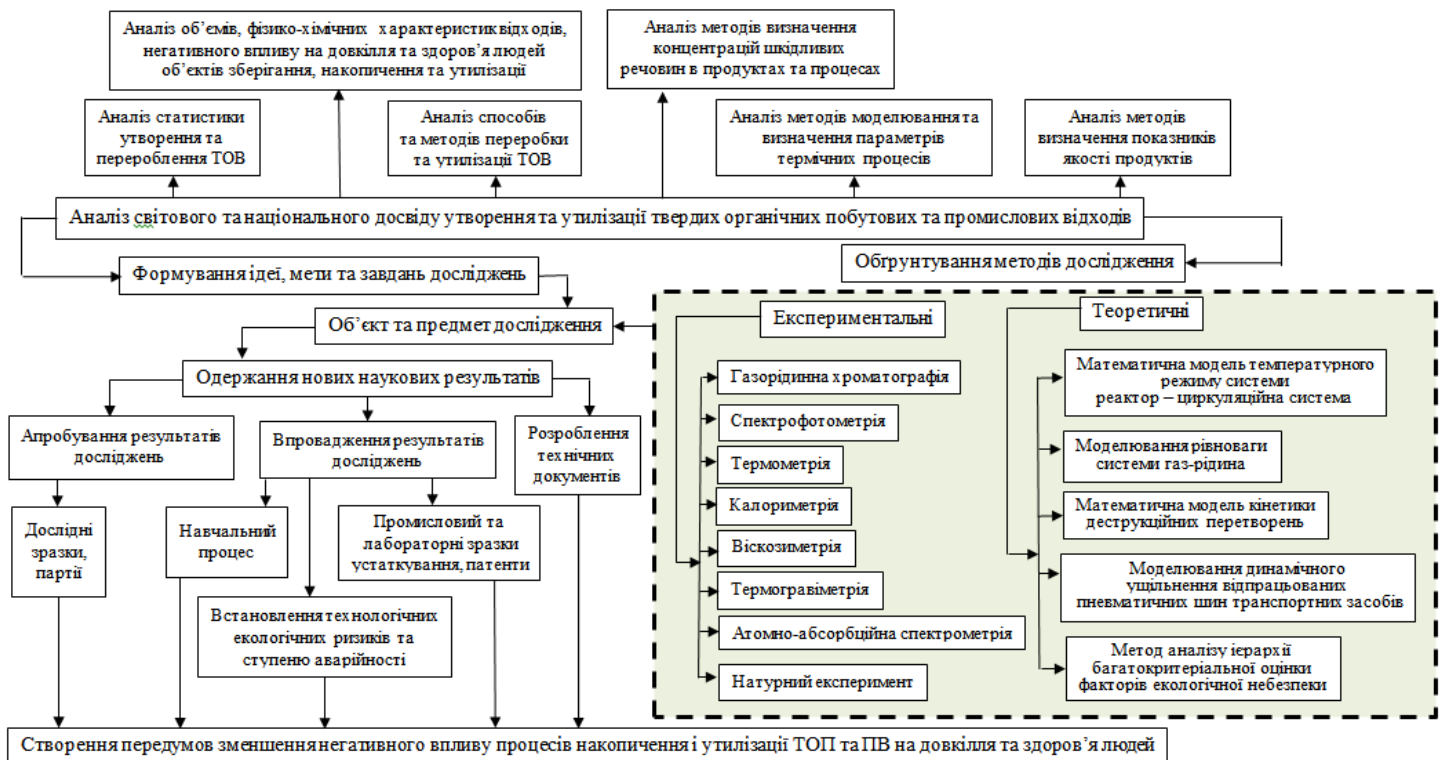 Аналіз об’ємів, фізико-хімічних характеристик відходів,
негативного впливу на довкілля та здоров’я людей
об’єктів зберігання, накопичення та утилізації
Аналіз методів визначення
концентрацій шкідливих
речовин в продуктах та процесах
Аналіз статистики
утворення та
перероблення ТОВ
Аналіз способів
та методів переробки
та утилізації ТОВ
Аналіз методів моделювання та
визначення параметрів
термічних процесів
Аналіз методів
визначення показників
якості продуктів
Аналіз світового та національного досвіду утворення та утилізації твердих органічних побутових та промислових відходів
Формування ідеї, мети та завдань досліджень
Обґрунтування методів дослідження
Об’єкт та предмет дослідження
Одержання нових наукових результатів
Апробування результатів
досліджень
Впровадження результатів
досліджень
Розроблення
технічних
документів
Дослідні
зразки,
партії
Навчальний
процес
Промисловий та
лабораторні зразки
устаткування, патенти
Встановлення технологічних
екологічних ризиків та
ступеню аварійності
Експериментальні
Газорідинна хроматографія
Спектрофотометрія
Термометрія
Калориметрія
Віскозиметрія
Термогравіметрія
Атомно-абсорбційна спектрометрія
Натурний експеримент
Теоретичні
Математична модель температурного
режиму системи
реактор – циркуляційна система
Моделювання рівноваги
системи газ-рідина
Математична модель кінетики
деструкційних перетворень
Моделювання динамічного
ущільнення відпрацьованих
пневматичних шин транспортних засобів
Метод аналізу ієрархії
багатокритеріальної оцінки
факторів екологічної небезпеки
Створення передумов зменшення негативного впливу процесів накопичення і утилізації ТОП та ПВ на довкілля та здоров’я людей